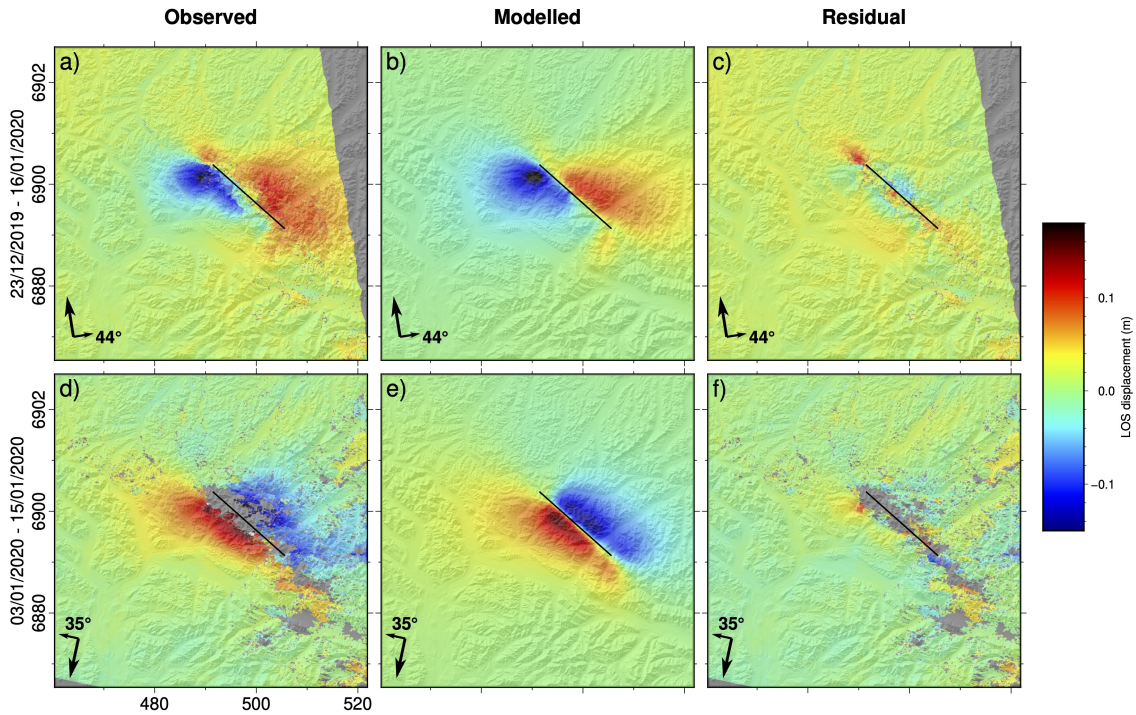 Observed Modelled Residual
a) b) c)
6902
6900
6880
23/12/2019 - 16/01/2020
44° 44° 44°
d) e) f)
6902
6900
6880
03/01/2020 - 15/01/2020
35° 35° 35°
480 500 520
0.1
0.0
−0.1
LOS displacement (m)